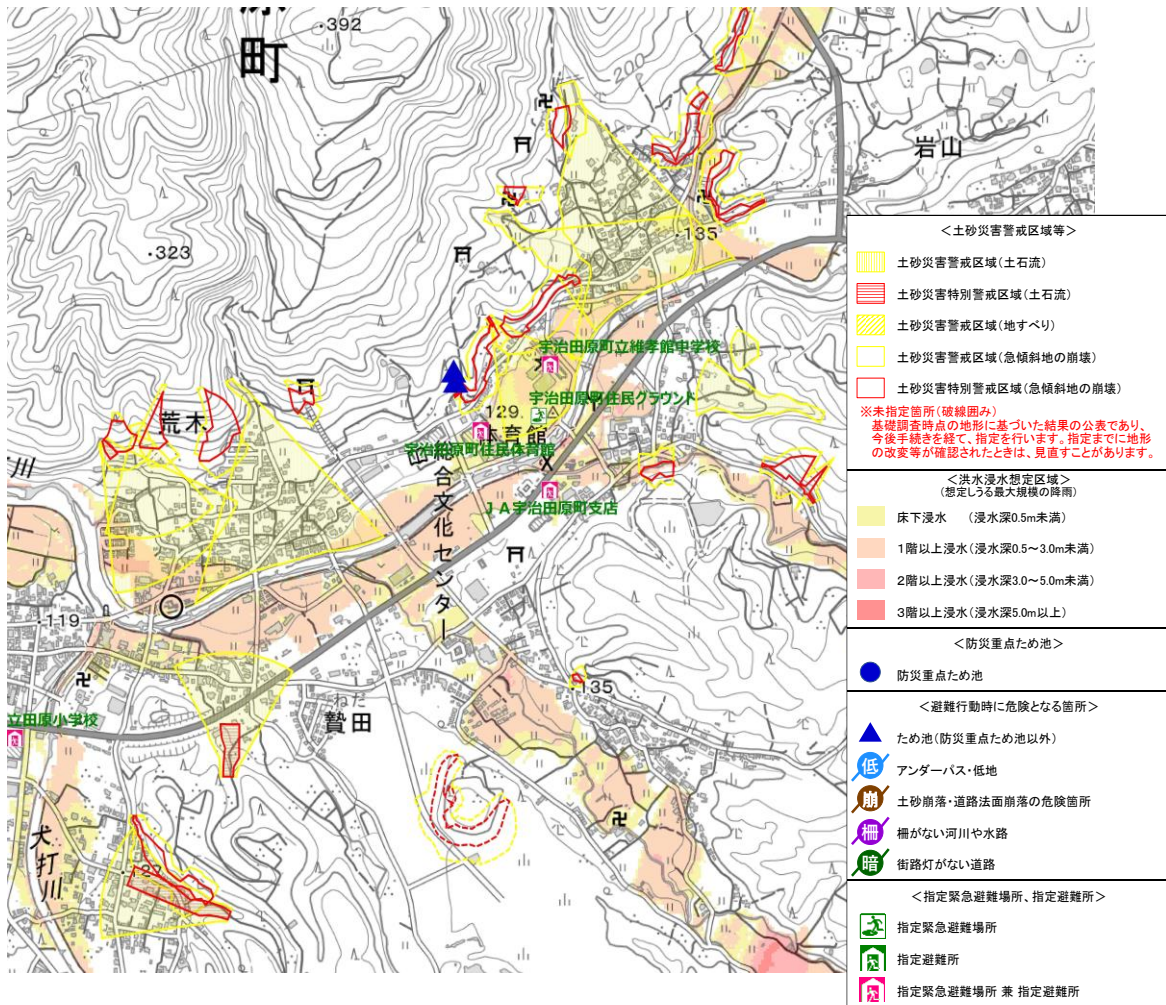 町
・392
200
岩山
・323
・135
宇治田原町立維孝館中学校
宇治田原町住民グラウンド
129.
体育館
宇治田原町住民体育館
荒木
川
総合文化センター
JA宇治田原町支店
・119
・135
ねだ
贄田
立田原小学校
犬打川
・127
<土砂災害警戒区域等>
土砂災害警戒区域(土石流)
土砂災害特別警戒区域(土石流)
土砂災害警戒区域(地すべり)
土砂災害警戒区域(急傾斜地の崩壊)
土砂災害特別警戒区域(急傾斜地の崩壊)
※未指定箇所(破線囲み)
基礎調査時点の地形に基づいた結果の公表であり、
今後手続きを経て、指定を行います。指定までに地形
の改変等が確認されたときは、見直すことがあります。
<洪水浸水想定区域>
(想定しうる最大規模の降雨)
床下浸水 (浸水深0.5m未満)
1階以上浸水(浸水深0.5~3.0m未満)
2階以上浸水(浸水深3.0~5.0m未満)
3階以上浸水(浸水深5.0m以上)
<防災重点ため池>
防災重点ため池
<避難行動時に危険となる箇所>
ため池(防災重点ため池以外)
低 アンダーパス・低地
崩 土砂崩落・道路法面崩落の危険箇所
柵 柵がない河川や水路
暗 街路灯がない道路
<指定緊急避難場所、指定避難所>
指定緊急避難場所
指定避難所
指定緊急避難場所 兼 指定避難所